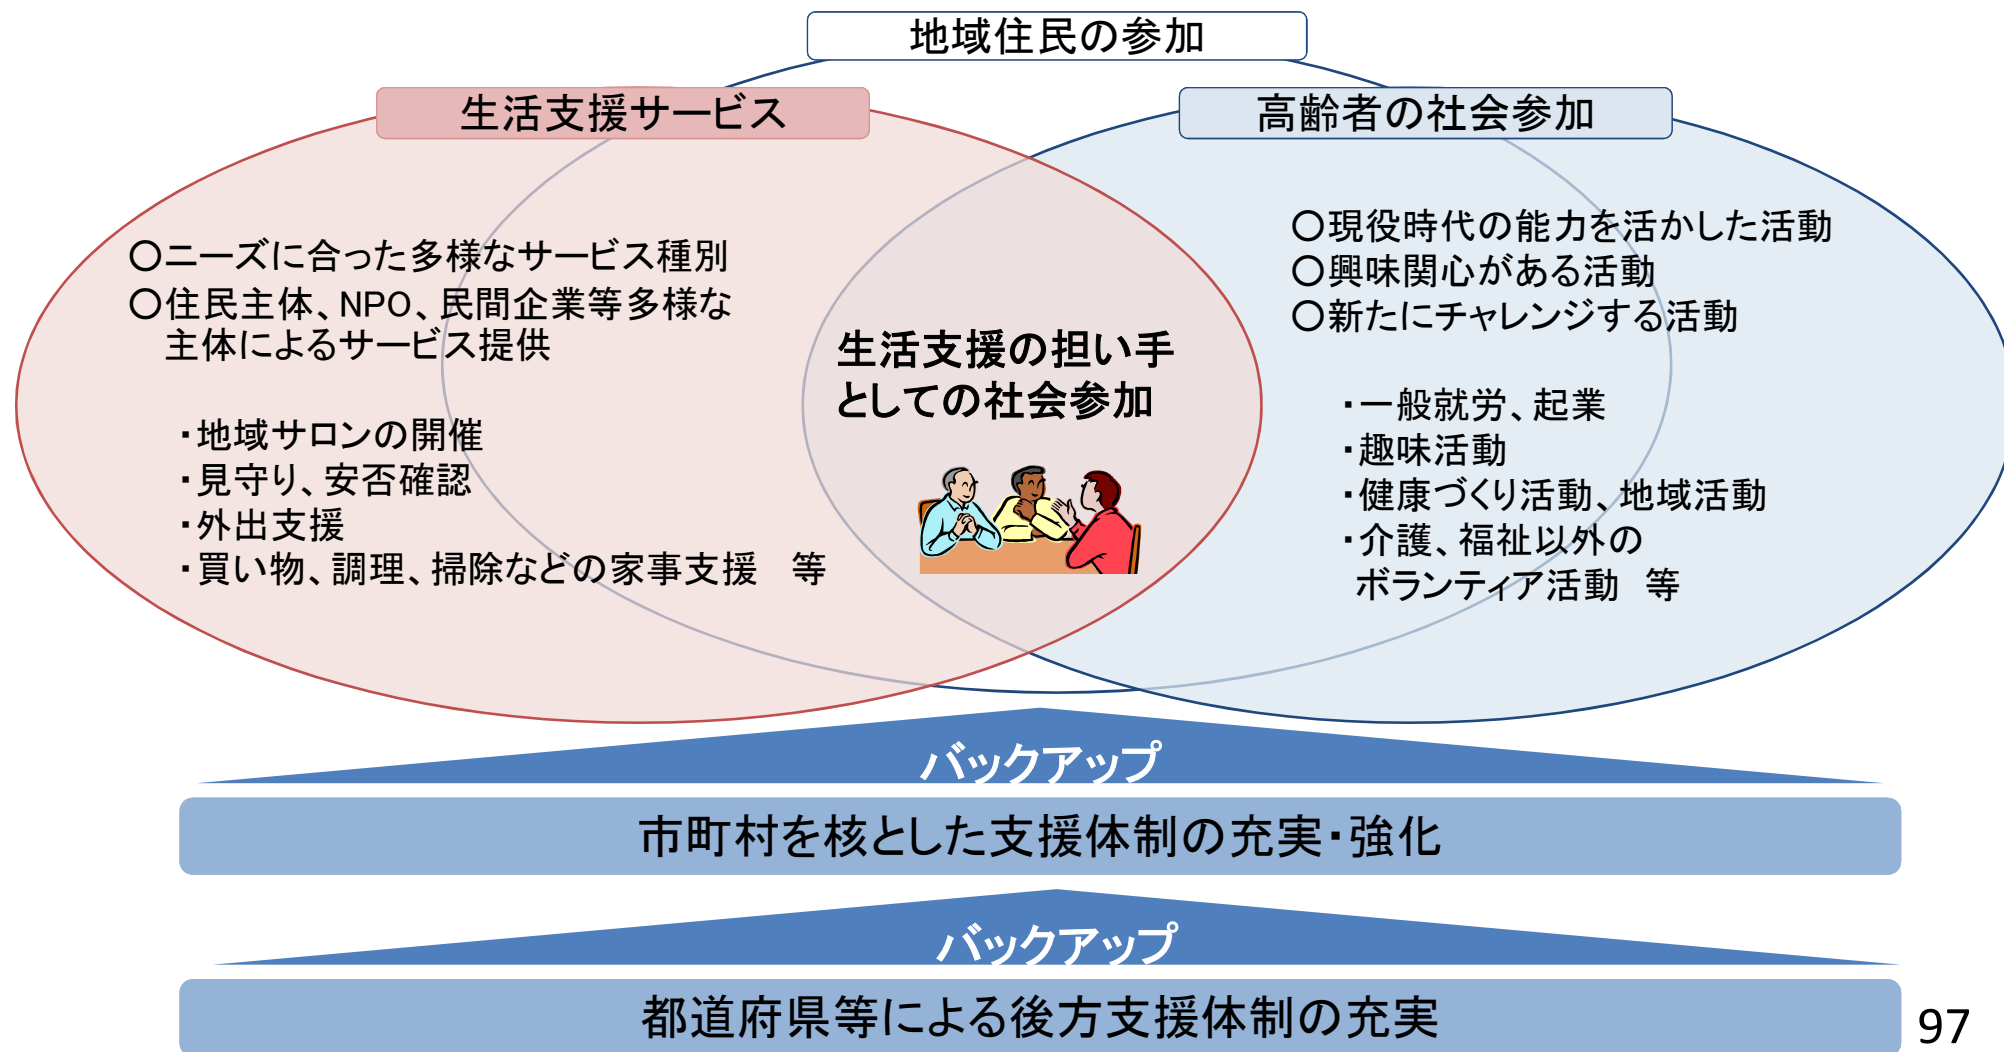 地域住民の参加
生活支援サービス
○ニーズに合った多様なサービス種別
○住民主体、NPO、民間企業等多様な
主体によるサービス提供
・地域サロンの開催
・見守り、安否確認
・外出支援
・買い物、調理、掃除などの家事支援　等
生活支援の担い手
としての社会参加
高齢者の社会参加
○現役時代の能力を活かした活動
○興味関心がある活動
○新たにチャレンジする活動
・一般就労、起業
・趣味活動
・健康づくり活動、地域活動
・介護、福祉以外の
ボランティア活動　等
バックアップ
市町村を核とした支援体制の充実・強化
バックアップ
都道府県等による後方支援体制の充実
97